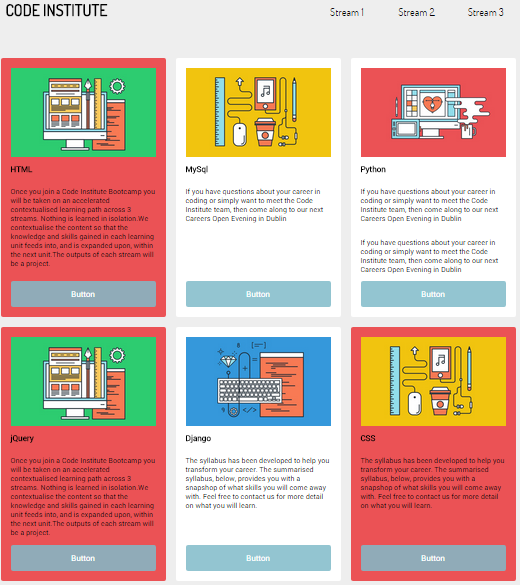 CODE INSTITUTE
Stream 1 Stream 2 Stream 3
HTML
Once you join a Code Institute Bootcamp you
will be taken on an accelerated
contextualised learning path across 3
streams. Nothing is learned in isolation.We
contextualise the content so that the
knowledge and skills gained in each learning
unit feeds into, and is expanded upon, within
the next unit.The outputs of each stream will
be a project.
Button
MySql
If you have questions about your career in
coding or simply want to meet the Code
Institute team, then come along to our next
Careers Open Evening in Dublin
Button
Python
If you have questions about your career in
coding or simply want to meet the Code
Institute team, then come along to our next
Careers Open Evening in Dublin
If you have questions about your career in
coding or simply want to meet the Code
Institute team, then come along to our next
Careers Open Evening in Dublin
Button
jQuery
Once you join a Code Institute Bootcamp you
will be taken on an accelerated
contextualised learning path across 3
streams. Nothing is learned in isolation.We
contextualise the content so that the
knowledge and skills gained in each learning
unit feeds into, and is expanded upon, within
the next unit.The outputs of each stream will
be a project.
Button
Django
The syllabus has been developed to help you
transform your career. The summarised
syllabus, below, provides you with a
snapshop of what skills you will come away
with. Feel free to contact us for more detail
on what you will learn.
Button
CSS
The syllabus has been developed to help you
transform your career. The summarised
syllabus, below, provides you with a
snapshop of what skills you will come away
with. Feel free to contact us for more detail
on what you will learn.
Button